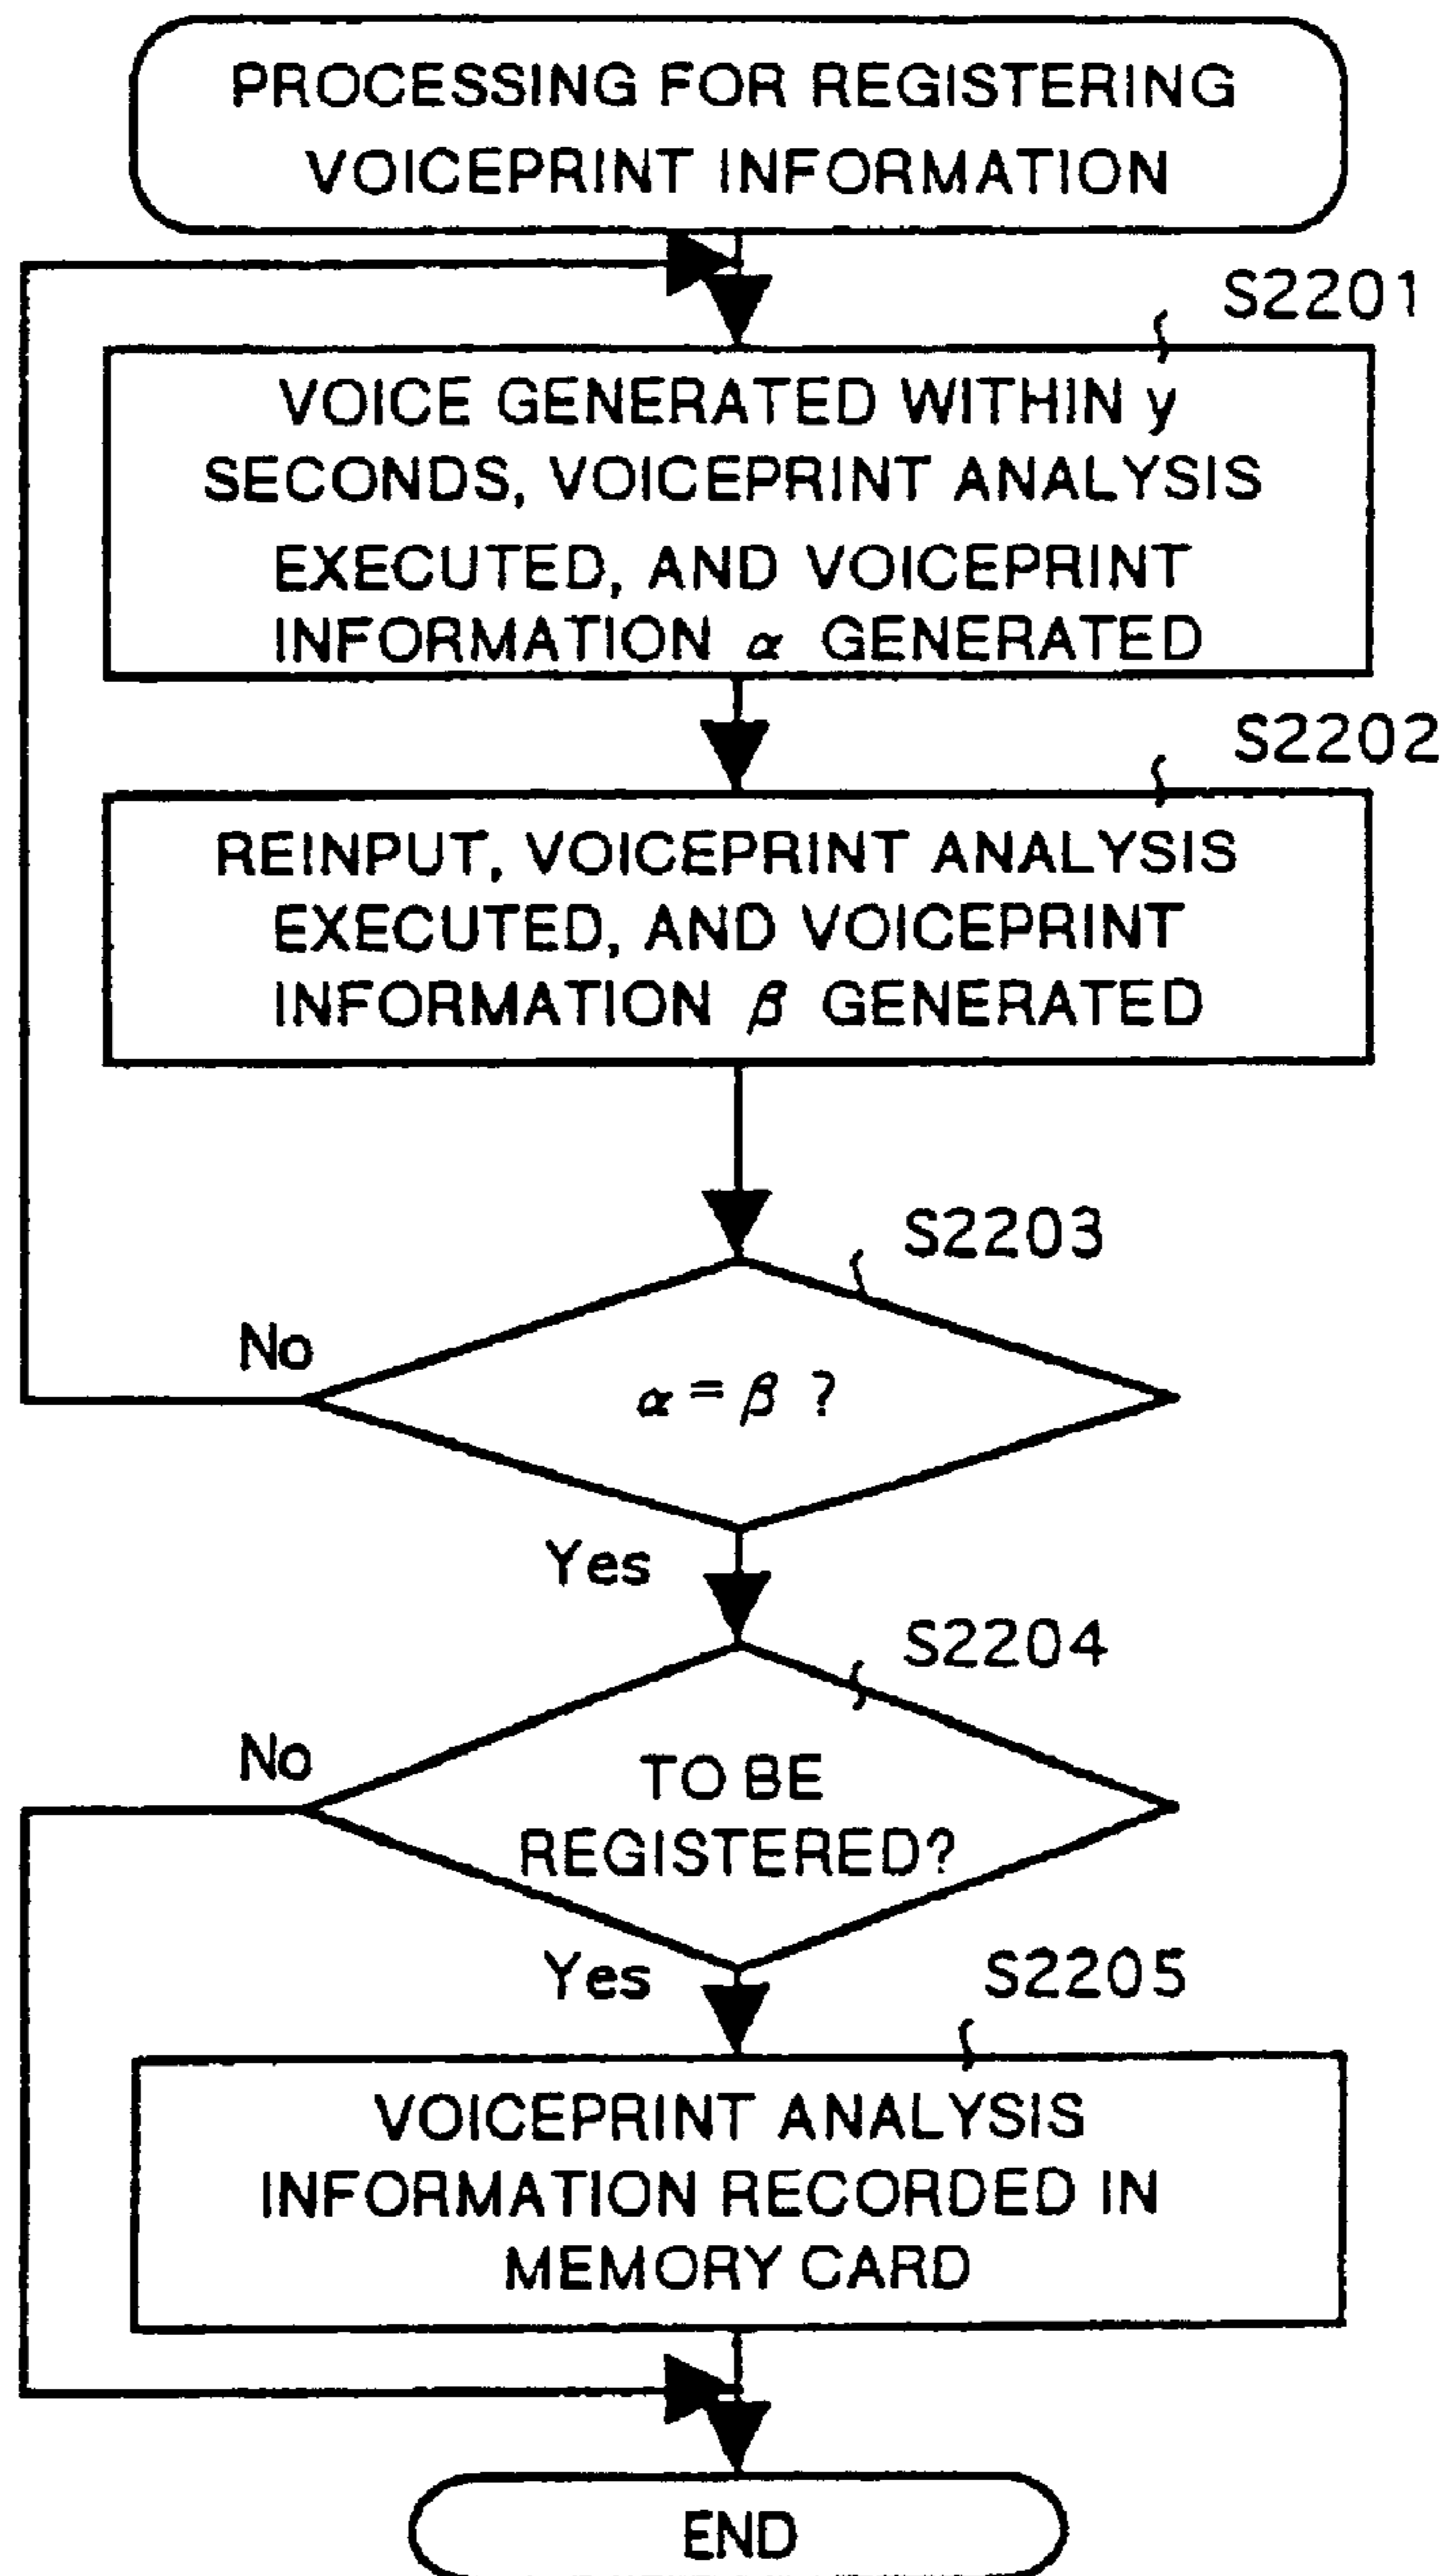 PROCESSING FOR REGISTERING
VOICEPRINT INFORMATION
S2201
VOICE GENERATED WITHIN y
SECONDS, VOICEPRINT ANALYSIS
EXECUTED, AND VOICEPRINT
INFORMATION α GENERATED
S2202
REINPUT, VOICEPRINT ANALYSIS
EXECUTED, AND VOICEPRINT
INFORMATION β GENERATED
S2203
No
α = β ?
Yes
S2204
No
TO BE
REGISTERED?
Yes
S2205
VOICEPRINT ANALYSIS
INFORMATION RECORDED IN
MEMORY CARD
END